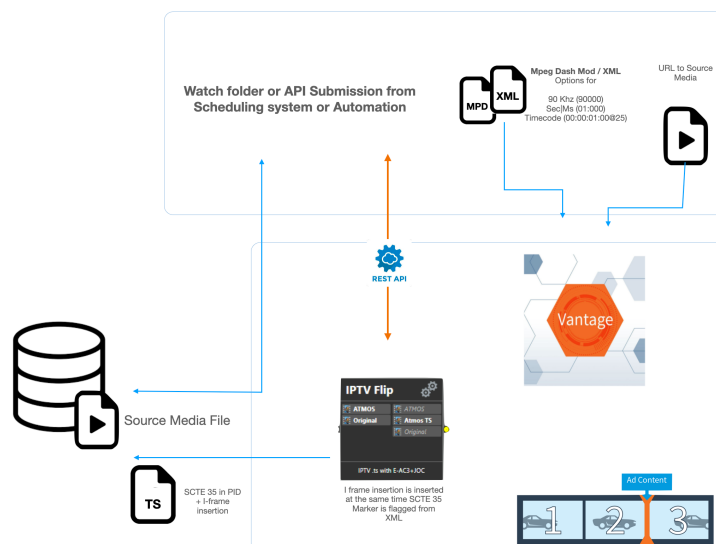 Watch folder or API Submission from
Scheduling system or Automation
MPD
XML
Mpeg Dash Mod / XML
Options for
90 Khz (90000)
Sec|Ms (01:000)
Timecode (00:00:01:00@25)
URL to Source
Media
REST API
Vantage
IPTV Flip
ATMOS
ATMOS
Original
Atmos TS
Original
IPTV .ts with E-AC3+JOC
Source Media File
TS
SCTE 35 in PID
+ I-frame
insertion
I frame insertion is inserted
at the same time SCTE 35
Marker is flagged from
XML
Ad Content
1
2
3